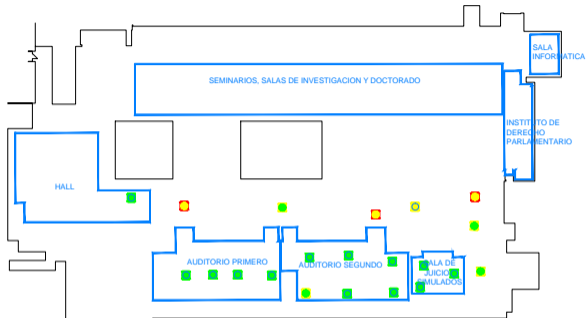 SALA
INFORMATICA
SEMINARIOS, SALAS DE INVESTIGACION Y DOCTORADO
INSTITUTO DE
DERECHO
PARLAMENTARIO
HALL
AUDITORIO PRIMERO
AUDITORIO SEGUNDO
SALA DE
JUICIOS
SIMULADOS